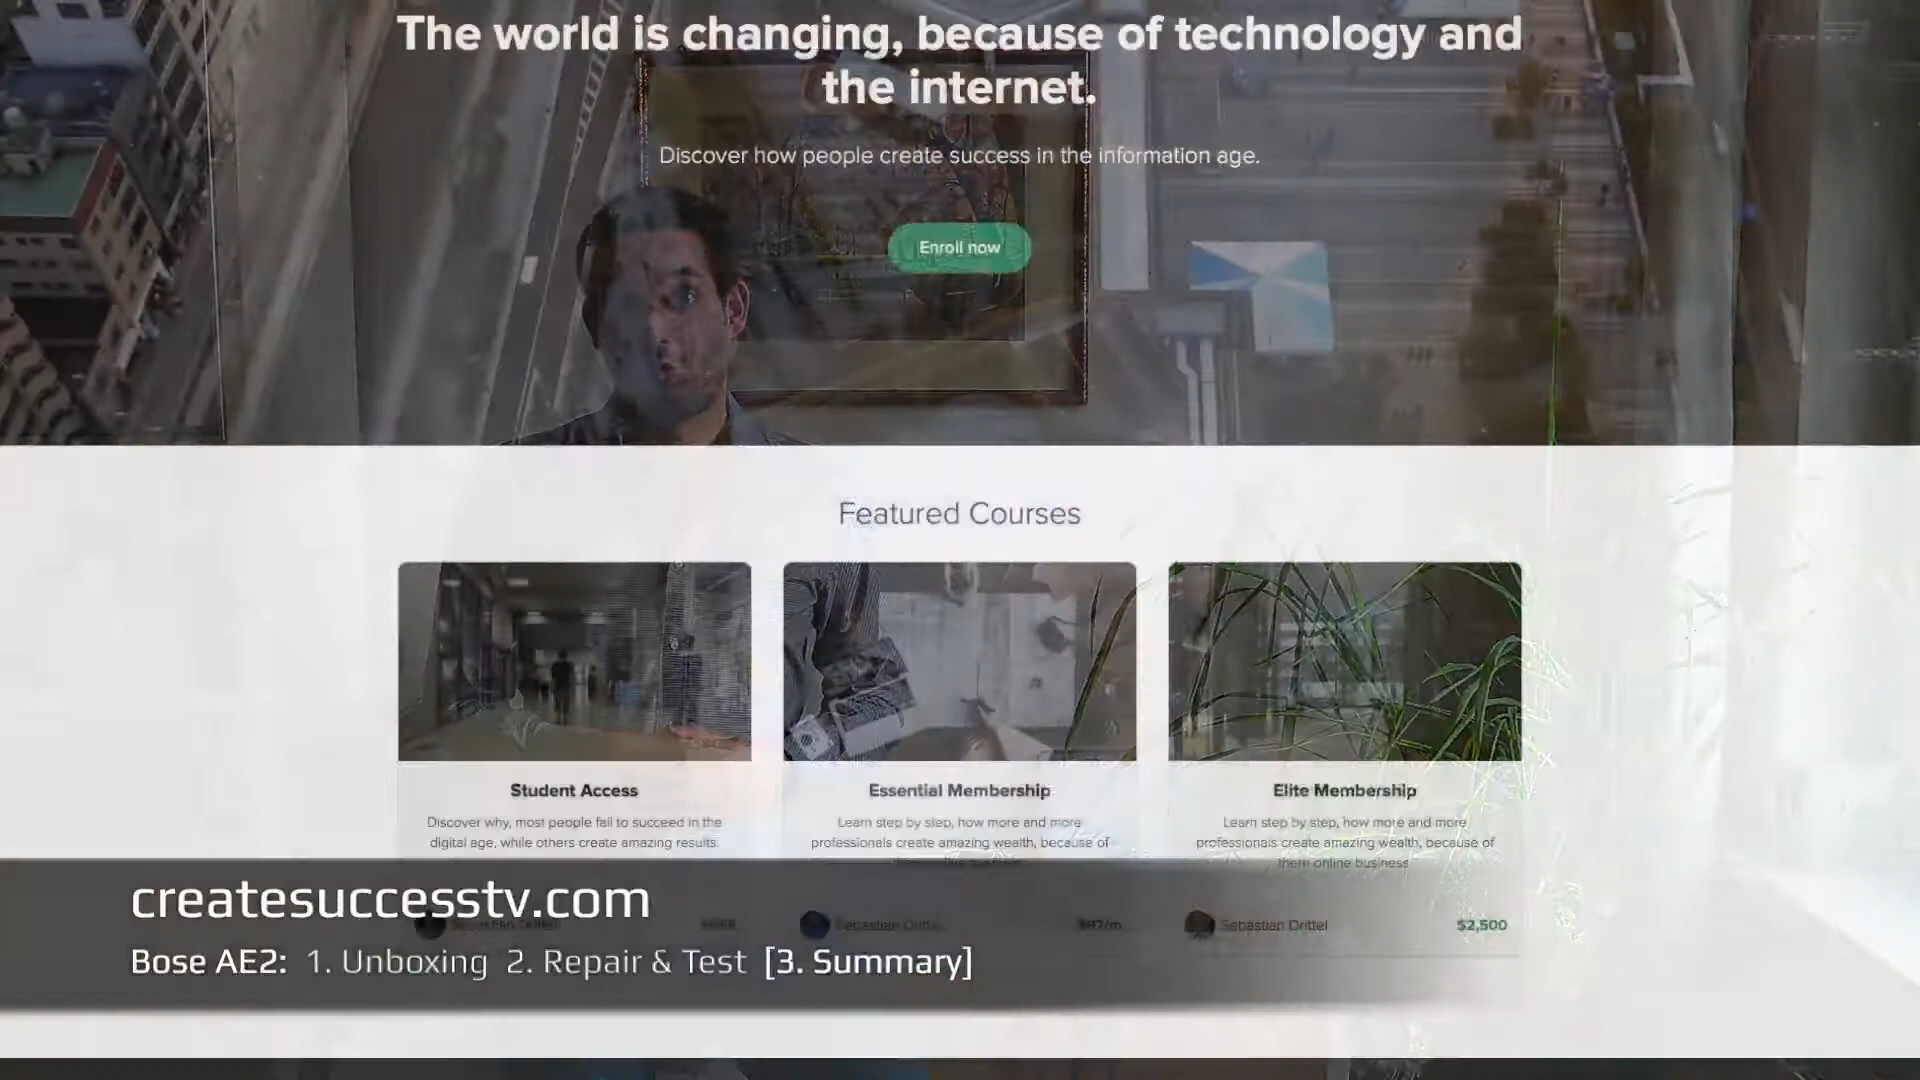 The world is changing, because of technology and
the internet.
Discover how people create success in the information age.
Enroll now
Featured Courses
Student Access
Discover why, most people fail to succeed in the
digital age, while others create amazing results.
Essential Membership
Learn step by step, how more and more
professionals create amazing wealth, because of
Elite Membership
Learn step by step, how more and more
professionals create amazing wealth, because of
there online business
Sebastian Drittel
Sebastian Drittel
Sebastian Drittel
$2,500
createsuccesstv.com
Bose AE2: 1. Unboxing 2. Repair & Test [3. Summary]